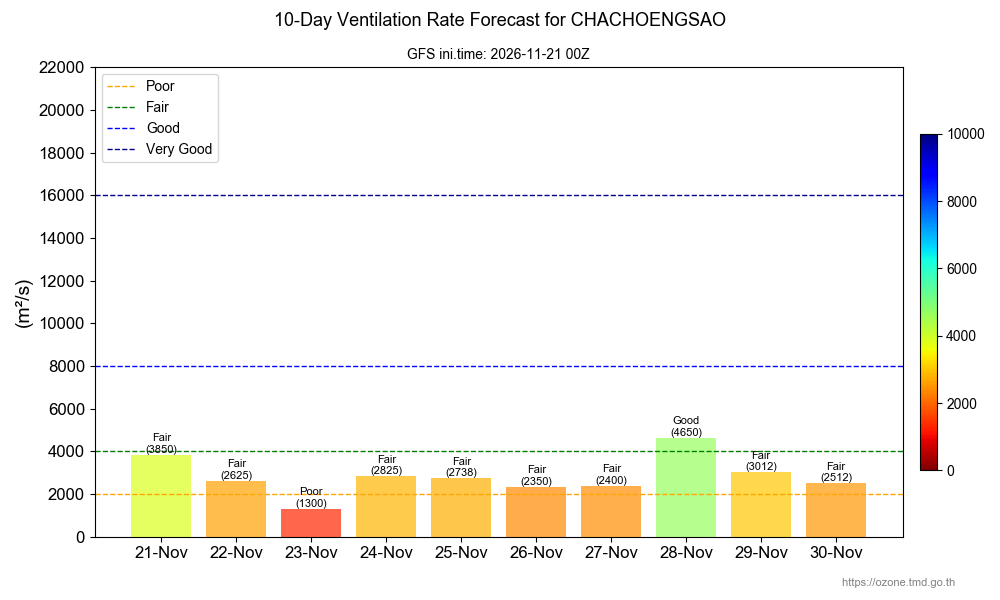 10-Day Ventilation Rate Forecast for CHACHOENGSAO
GFS ini.time: 2026-11-21 00Z
(m²/s)
22000
20000
18000
16000
14000
12000
10000
8000
6000
4000
2000
0
Poor
Fair
Good
Very Good
Fair
(3850)
Fair
(2625)
Poor
(1300)
Fair
(2825)
Fair
(2738)
Fair
(2350)
Fair
(2400)
Good
(4650)
Fair
(3012)
Fair
(2512)
21-Nov
22-Nov
23-Nov
24-Nov
25-Nov
26-Nov
27-Nov
28-Nov
29-Nov
30-Nov
10000
8000
6000
4000
2000
0
https://ozone.tmd.go.th